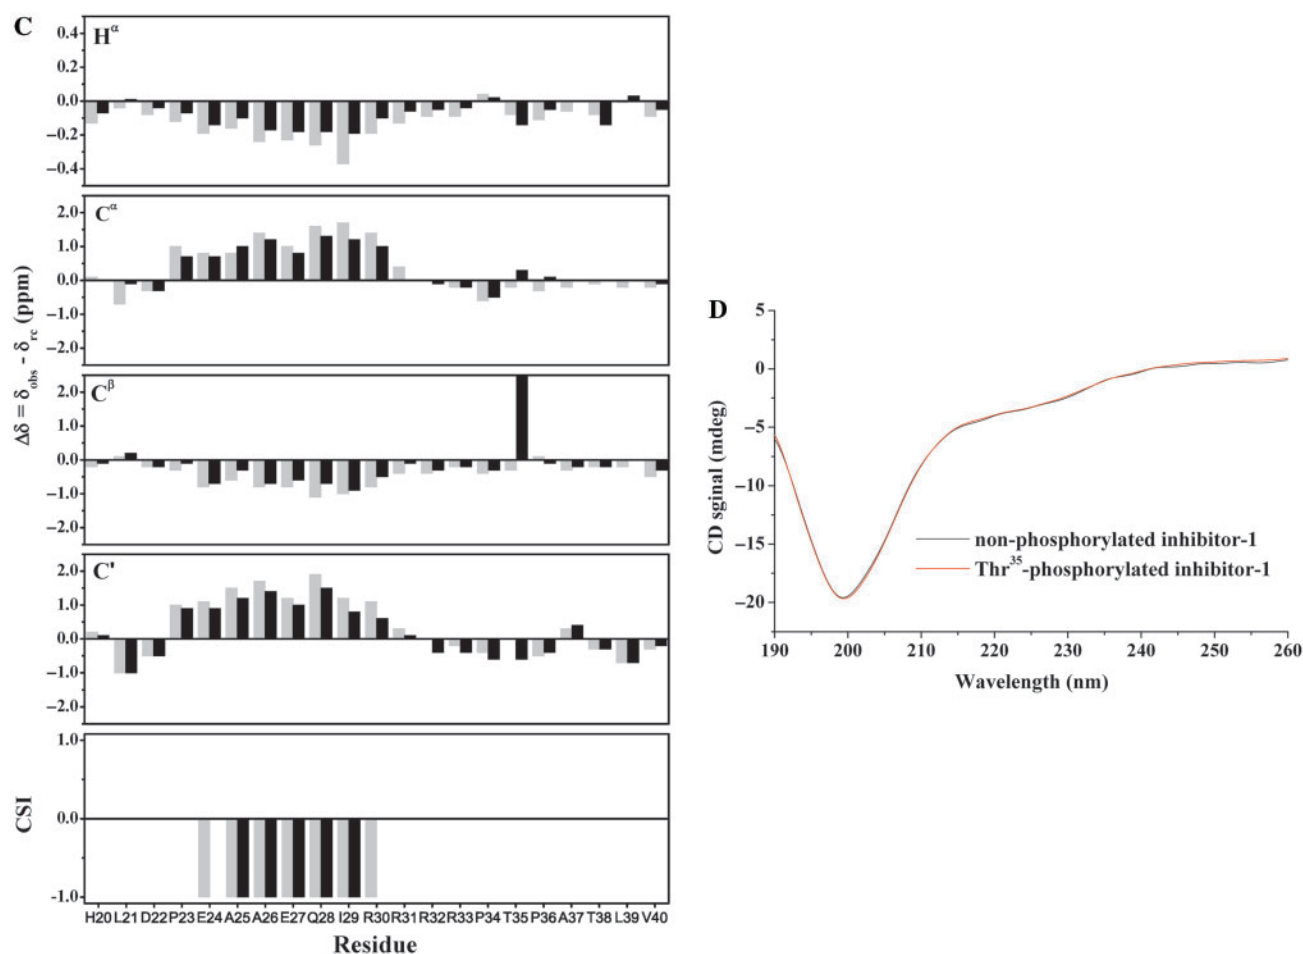 C
H^α
0.4
0.2
0.0
−0.2
−0.4
C^α
2.0
1.0
0.0
−1.0
−2.0
Δδ = δ_obs - δ_rc (ppm)
C^β
2.0
1.0
0.0
−1.0
−2.0
C'
2.0
1.0
0.0
−1.0
−2.0
CSI
1.0
0.0
-1.0
H20 L21 D22 P23 E24 A25 A26 E27 Q28 I29 R30 R31 R32 R33 P34 T35 P36 A37 T38 L39 V40
Residue
D
CD sginal (mdeg)
5
0
−5
−10
−15
−20
non-phosphorylated inhibitor-1
Thr^35-phosphorylated inhibitor-1
190 200 210 220 230 240 250 260
Wavelength (nm)